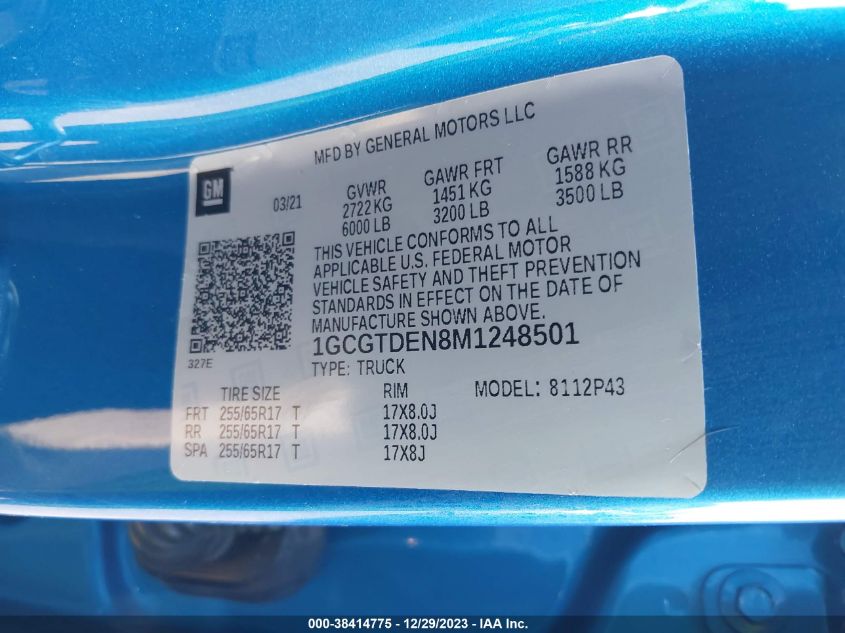 MFD BY GENERAL MOTORS LLC
GM
03/21
GVWR GAWR FRT GAWR RR
2722 KG 1451 KG 1588 KG
6000 LB 3200 LB 3500 LB
THIS VEHICLE CONFORMS TO ALL
APPLICABLE U.S. FEDERAL MOTOR
VEHICLE SAFETY AND THEFT PREVENTION
STANDARDS IN EFFECT ON THE DATE OF
MANUFACTURE SHOWN ABOVE.
327E
1GCGTDEN8M1248501
TYPE: TRUCK
TIRE SIZE RIM MODEL: 8112P43
FRT 255/65R17 T 17X8.0J
RR 255/65R17 T 17X8.0J
SPA 255/65R17 T 17X8J
000-38414775 - 12/29/2023 - IAA Inc.